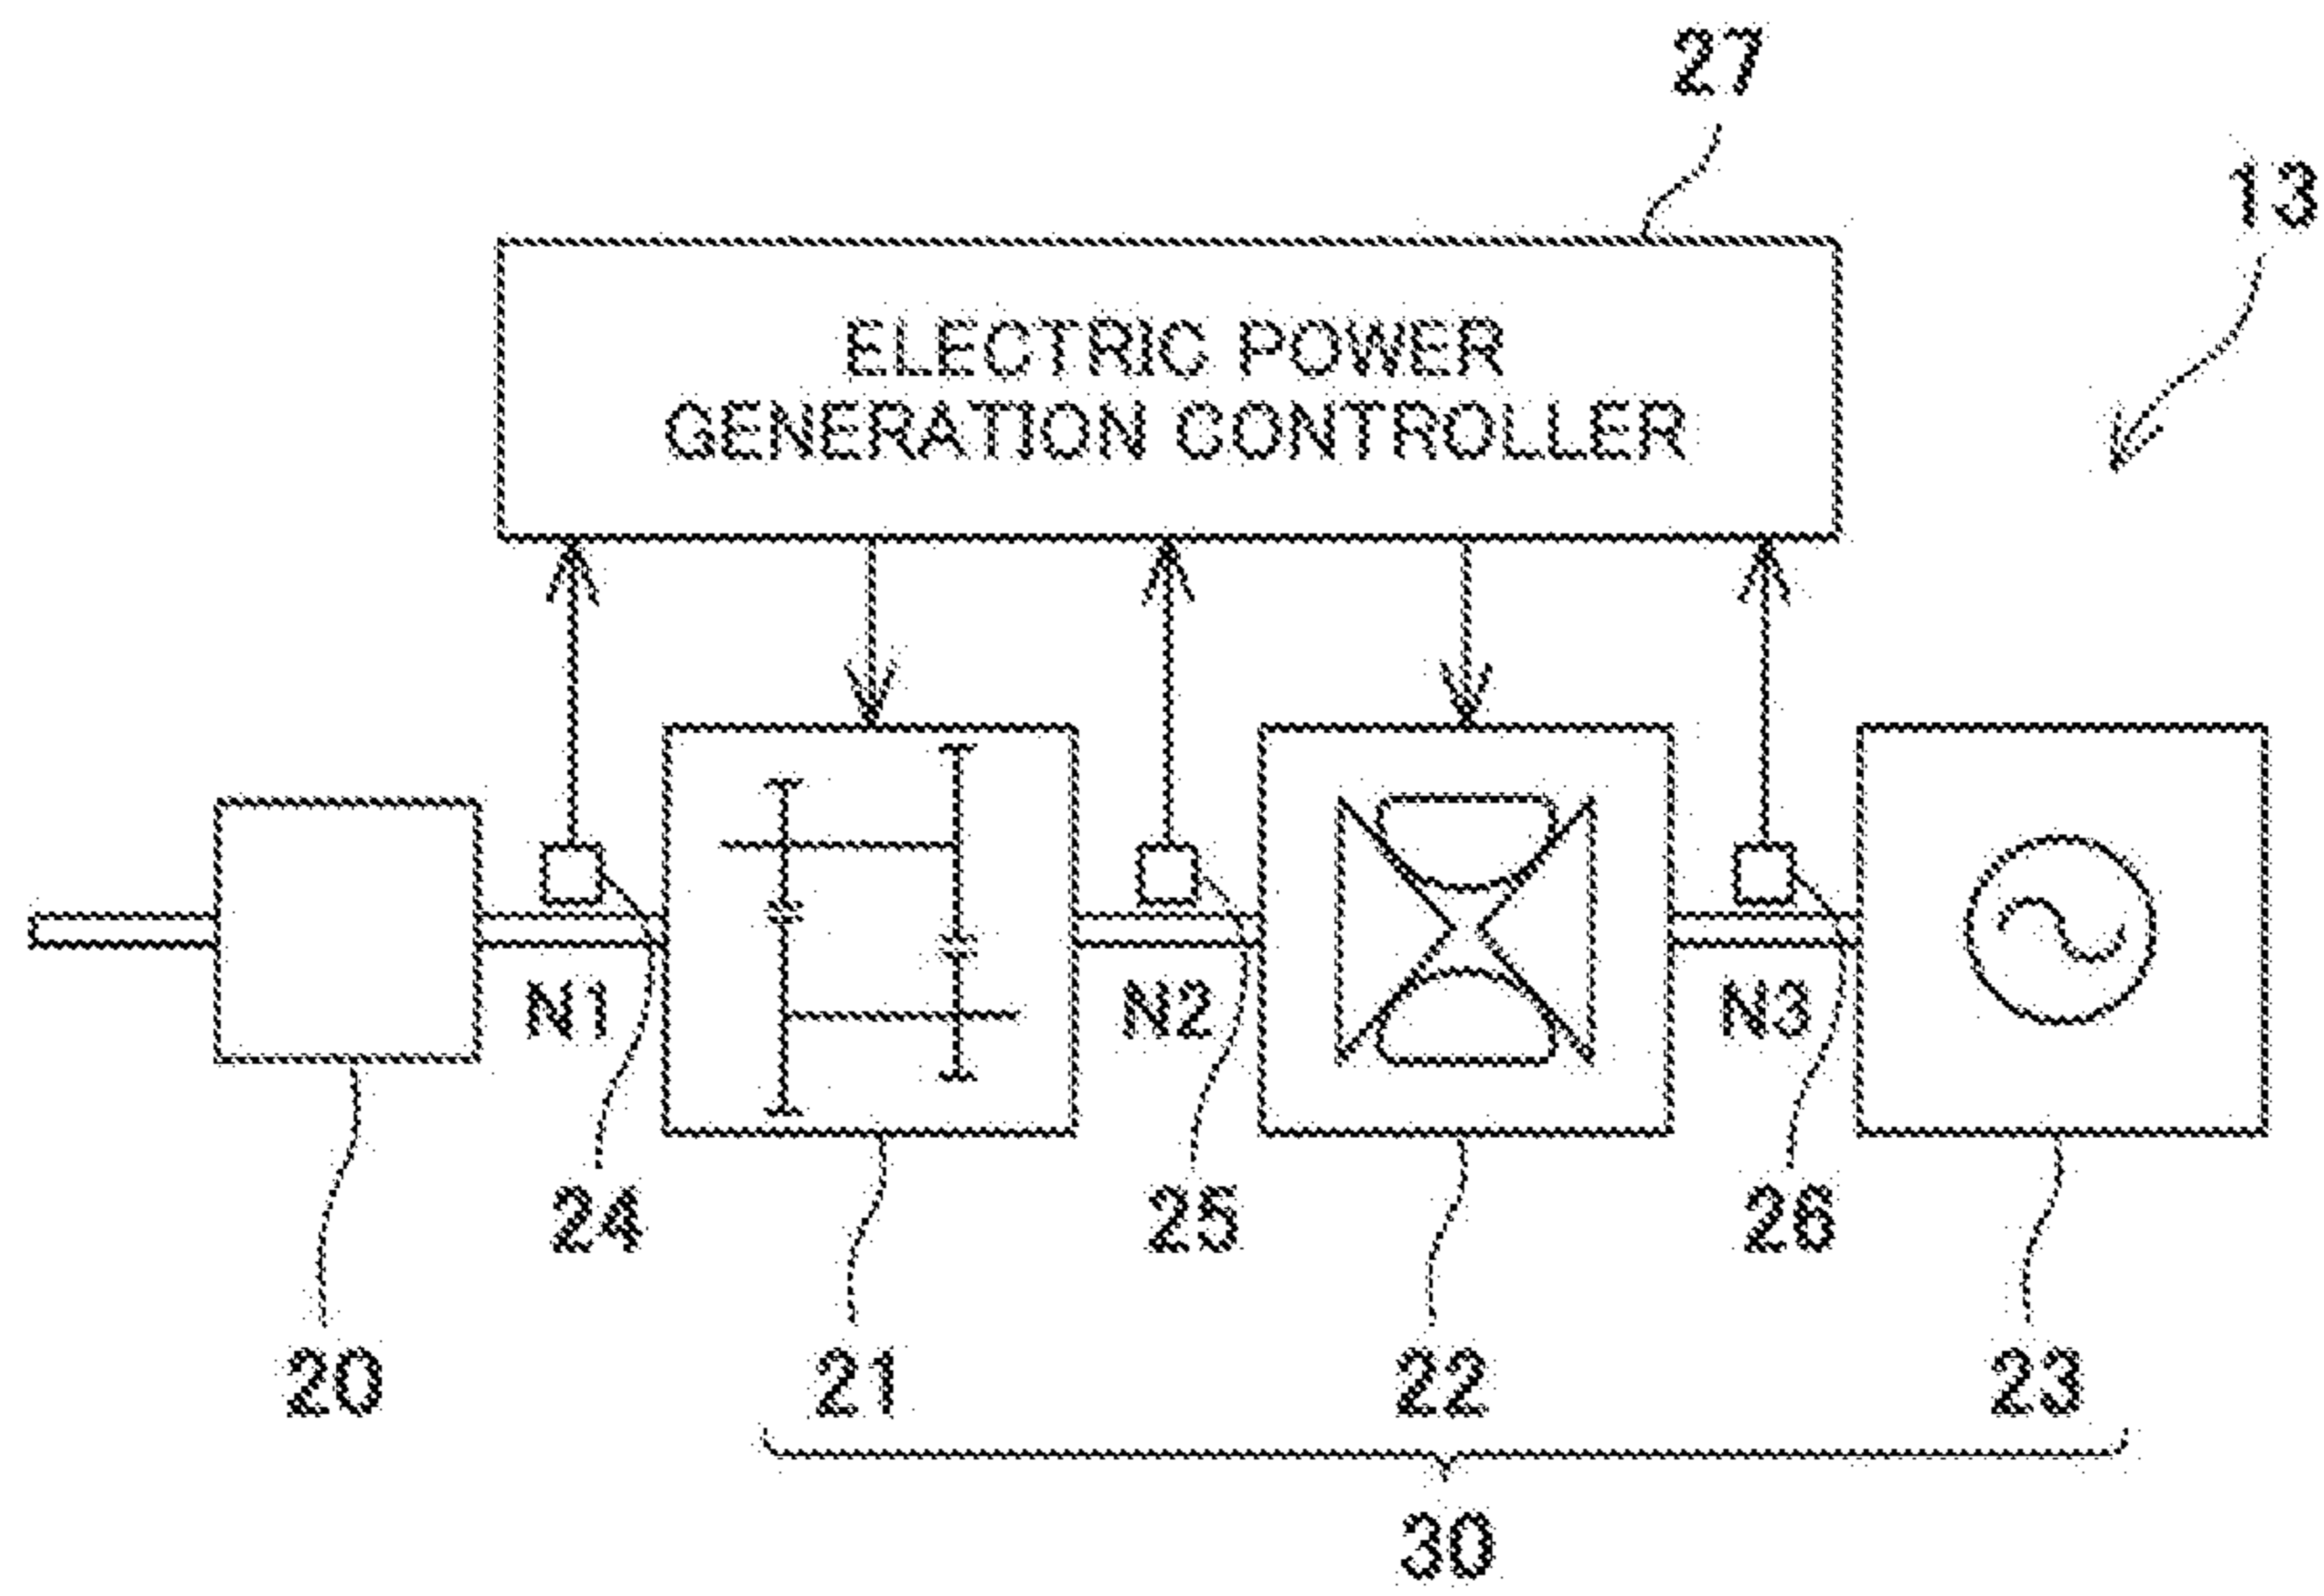 27
13
ELECTRIC POWER
GENERATION CONTROLLER
N1
N2
N3
24
25
26
20
21
22
23
30